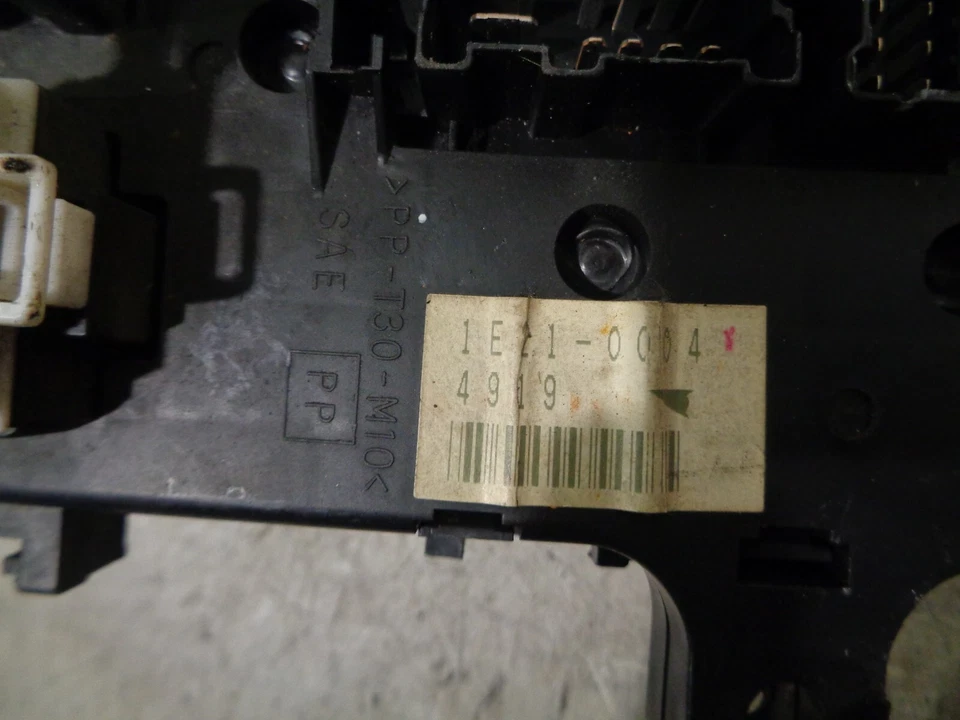 >PP-T30-M10<
SAE
PP
1E21-0004
4919